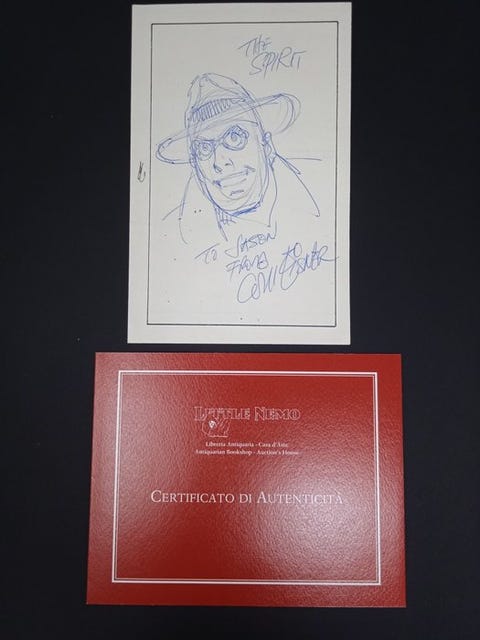 THE
SPIRIT
TO JASON
FROM
WILL EISNER
LITTLE NEMO
Libreria Antiquaria - Casa d'Aste
Antiquarian Bookshop - Auction's House
CERTIFICATO DI AUTENTICITÀ